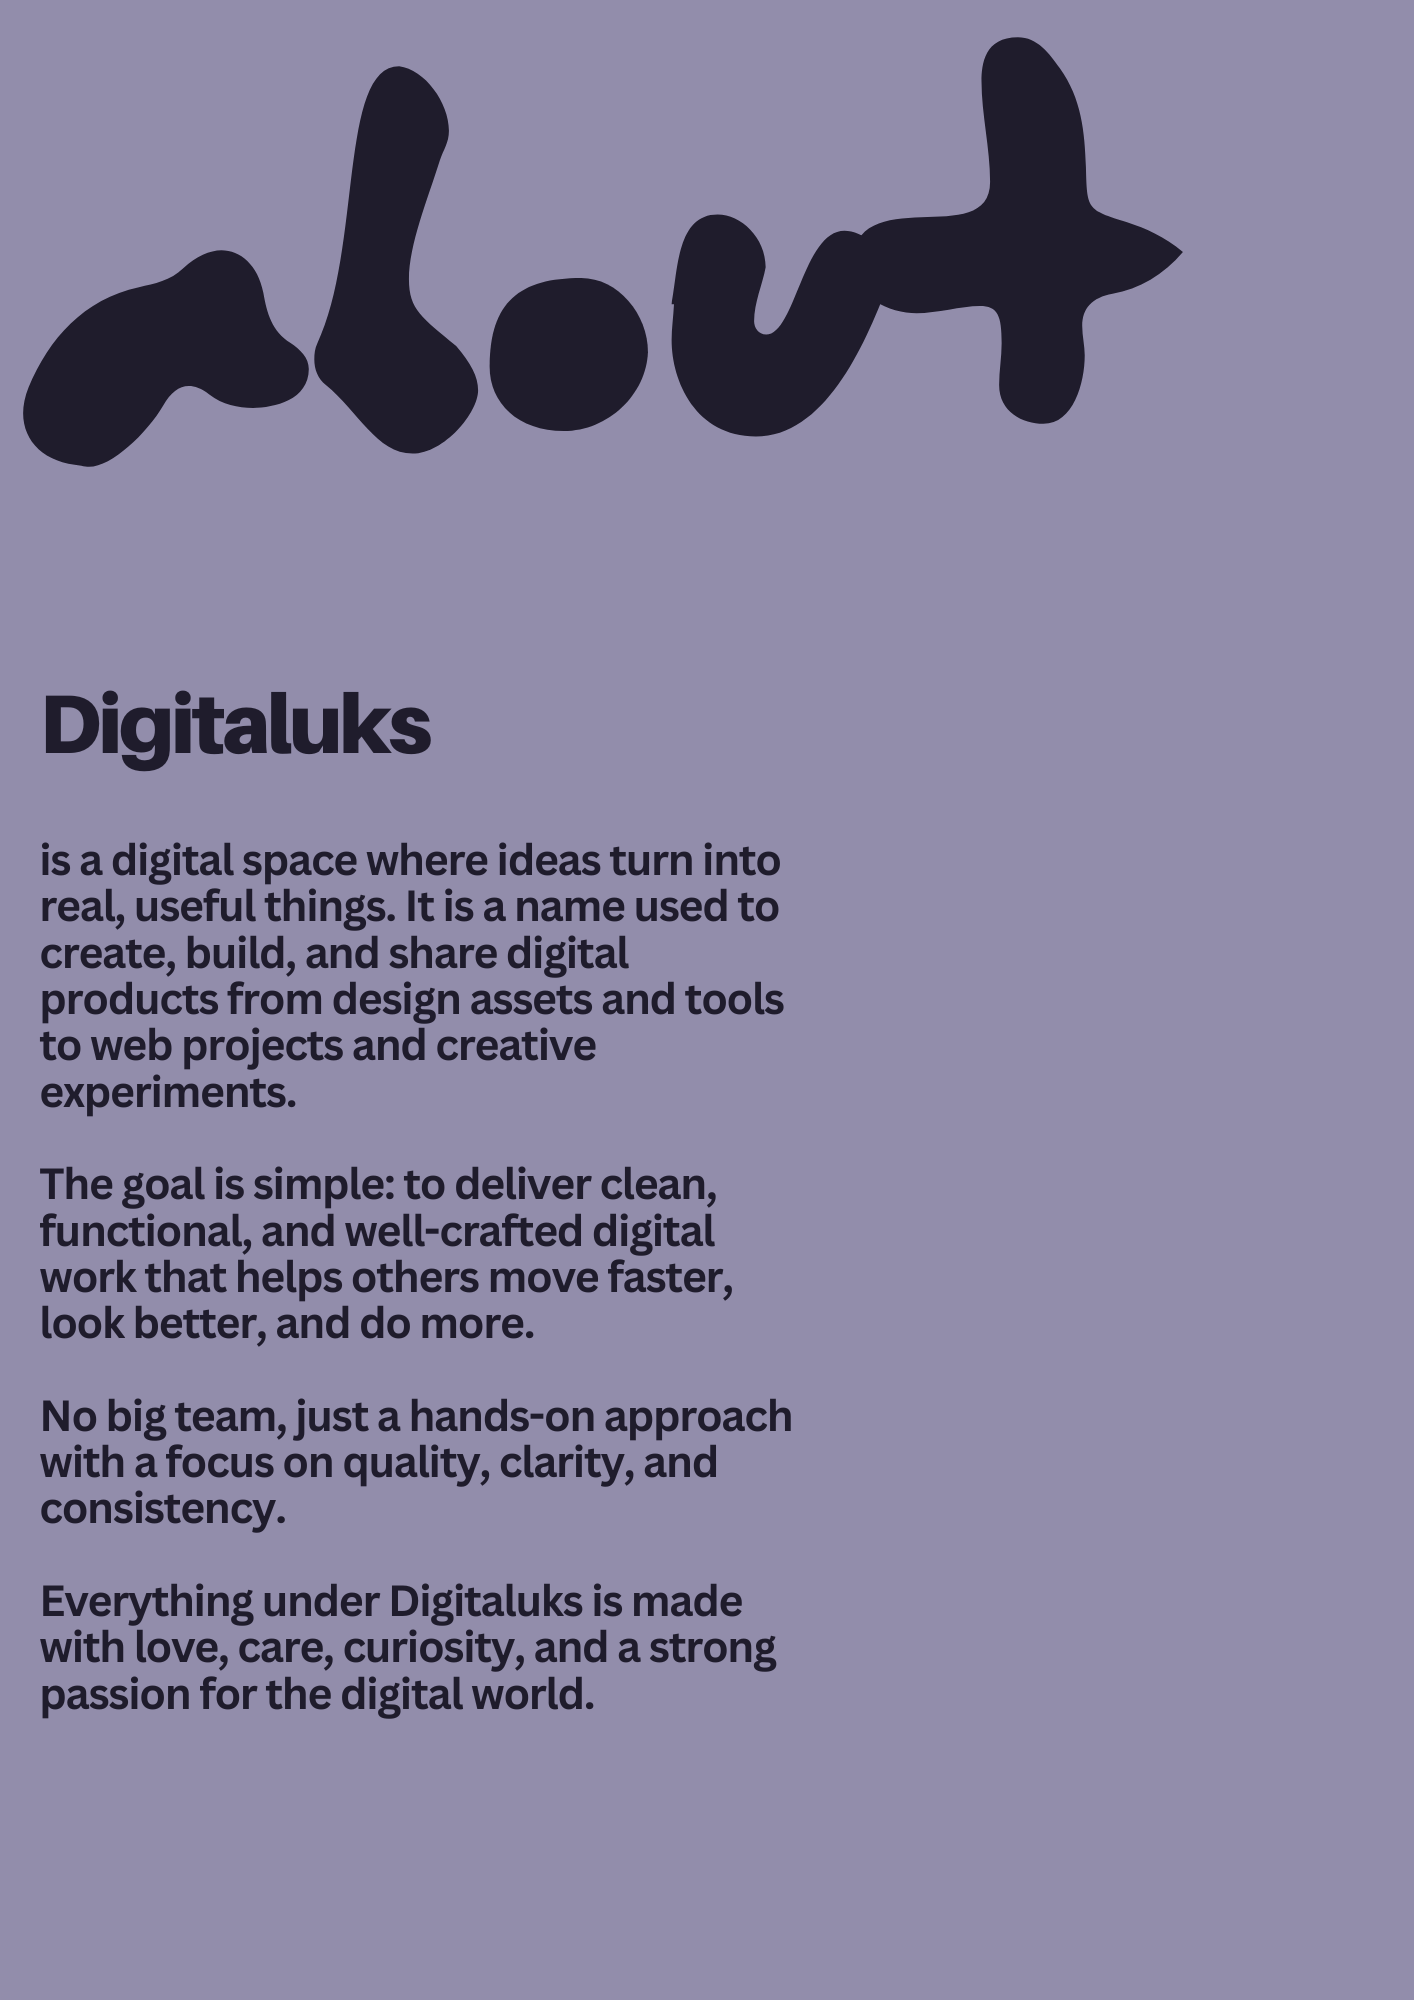 about
Digitaluks
is a digital space where ideas turn into
real, useful things. It is a name used to
create, build, and share digital
products from design assets and tools
to web projects and creative
experiments.
The goal is simple: to deliver clean,
functional, and well-crafted digital
work that helps others move faster,
look better, and do more.
No big team, just a hands-on approach
with a focus on quality, clarity, and
consistency.
Everything under Digitaluks is made
with love, care, curiosity, and a strong
passion for the digital world.